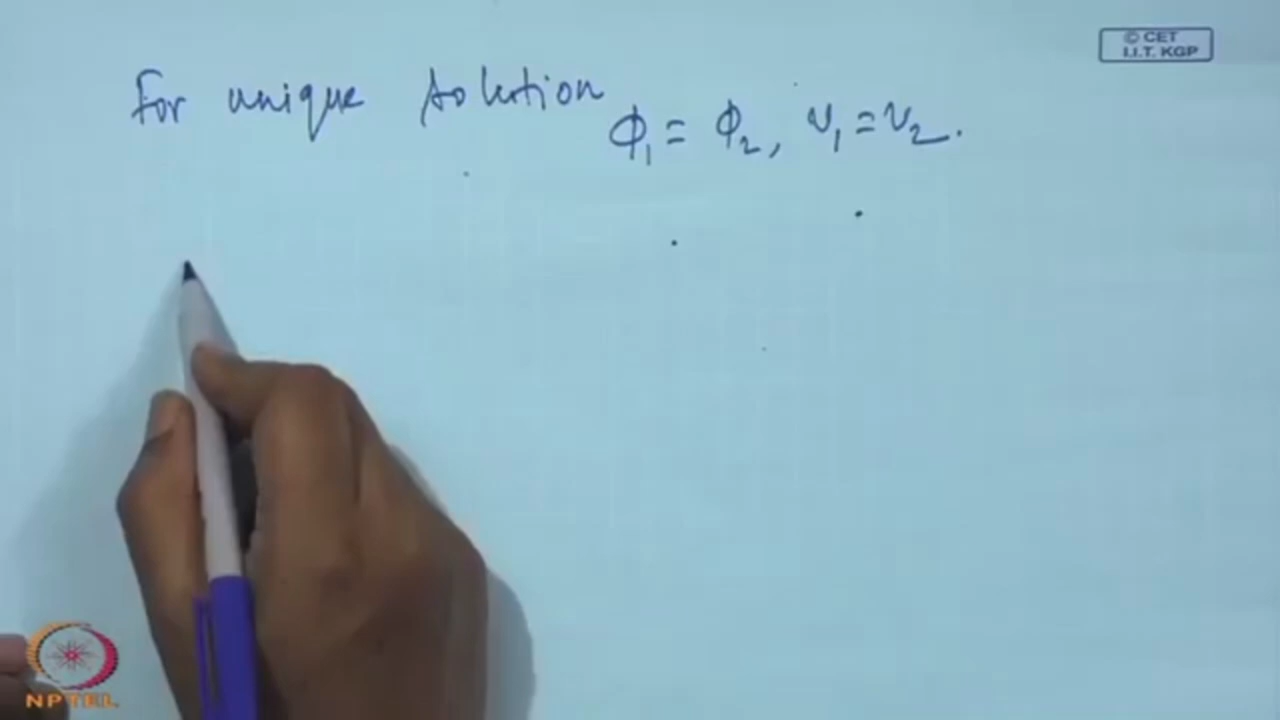 © CET
I.I.T. KGP
For unique solution ϕ₁ = ϕ₂, v₁ = v₂.
NPTEL